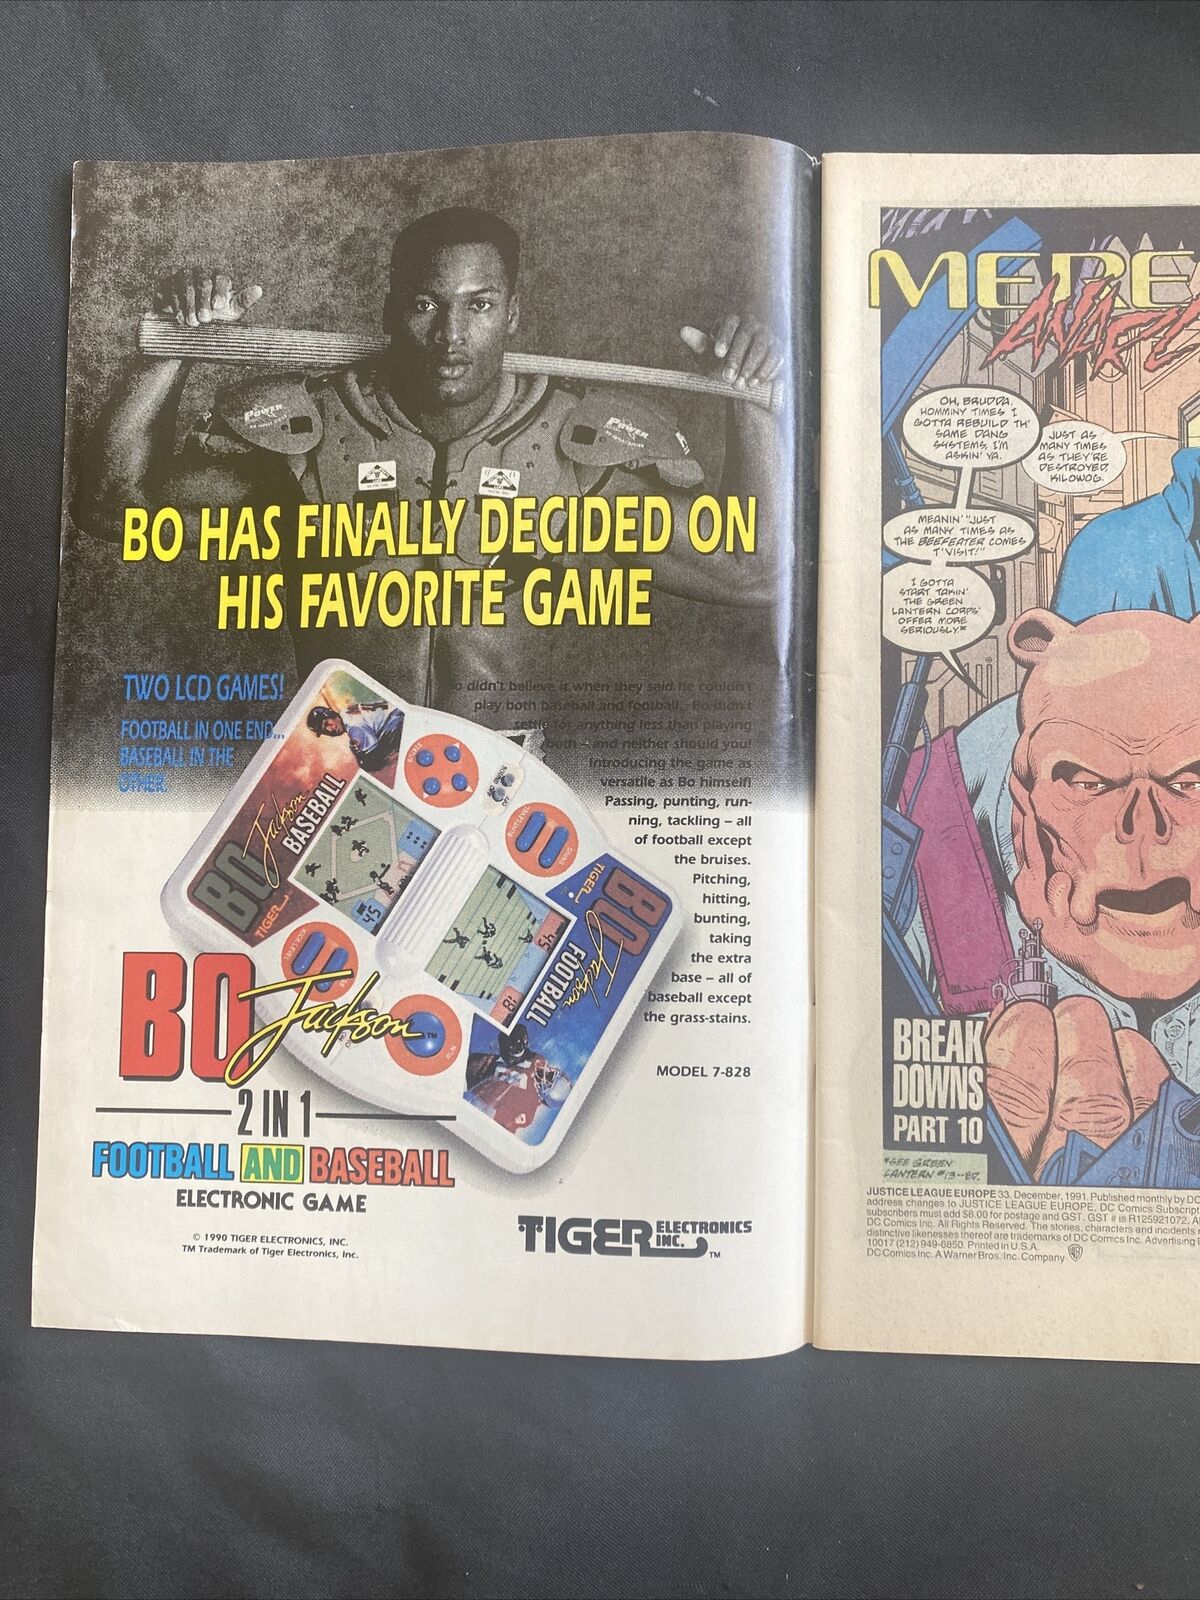 POWER
POWER
BO HAS FINALLY DECIDED ON
HIS FAVORITE GAME
TWO LCD GAMES!
FOOTBALL IN ONE END...
BASEBALL IN THE
OTHER.
didn't believe it when they said he couldn't
play both baseball and football. Bo didn't
settle for anything less than playing
both – and neither should you!
Introducing the game as
versatile as Bo himself!
Passing, punting, run-
ning, tackling – all
of football except
the bruises.
Pitching,
hitting,
bunting,
taking
the extra
base – all of
baseball except
the grass-stains.
MODEL 7-828
BO Jackson
BASEBALL
TIGER
BO Jackson
FOOTBALL
TIGER
BO Jackson
2 IN 1
FOOTBALL AND BASEBALL
ELECTRONIC GAME
© 1990 TIGER ELECTRONICS, INC.
TM Trademark of Tiger Electronics, Inc.
TIGER ELECTRONICS INC.™
MERE
OH, BRUDDA.
HOMMINY TIMES I
GOTTA REBUILD TH'
SAME DANG
SYSTEMS, I'M
ASKIN' YA.
JUST AS
MANY TIMES
AS THEY'RE
DESTROYED,
KILOWOG.
MEANIN' "JUST
AS MANY TIMES AS
THE BEEFEATER COMES
T'VISIT!"
I GOTTA
START TAKIN'
THE GREEN
LANTERN CORPS'
OFFER MORE
SERIOUSLY.*
BREAK
DOWNS
PART 10
*SEE GREEN
LANTERN #13--ED.
JUSTICE LEAGUE EUROPE 33. December, 1991. Published monthly by DC
address changes to JUSTICE LEAGUE EUROPE, DC Comics Subscript
subscribers must add $8.00 for postage and GST. GST # is R125921072. A
DC Comics Inc. All Rights Reserved. The stories, characters and incidents
distinctive likenesses thereof are trademarks of DC Comics Inc. Advertising
10017 (212) 949-6850. Printed in U.S.A.
DC Comics Inc. A Warner Bros. Inc. Company